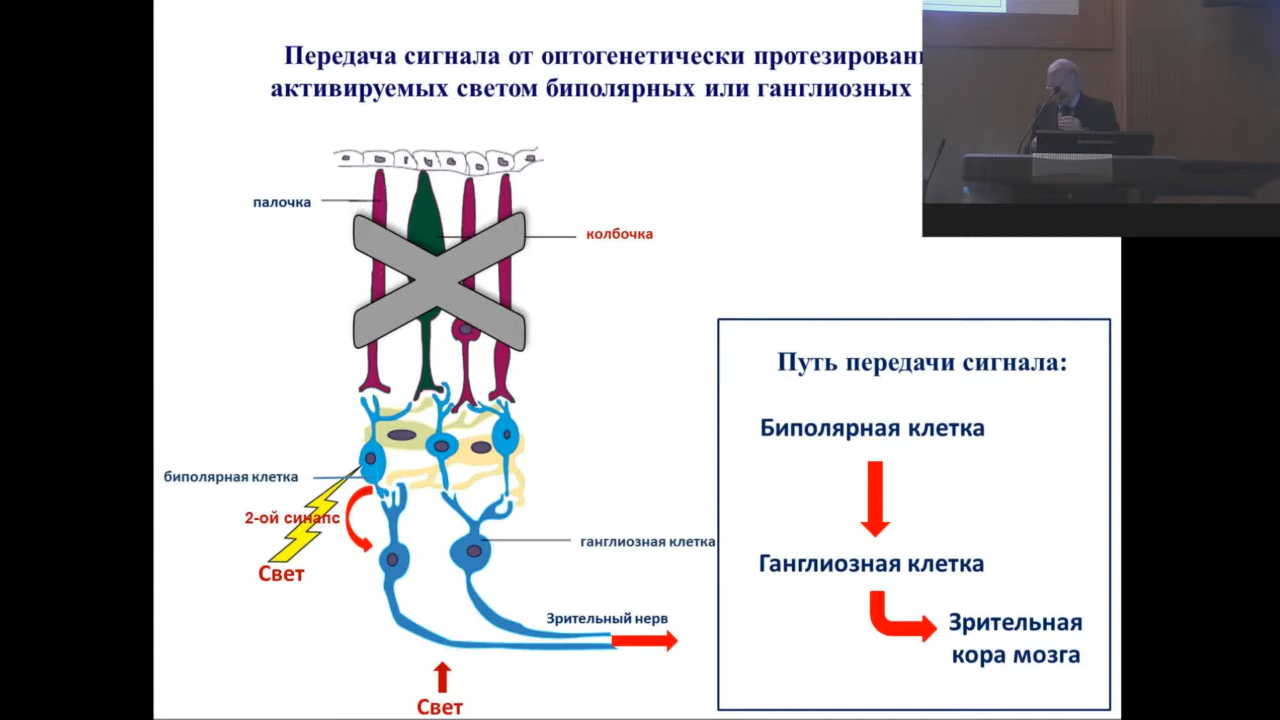 Передача сигнала от оптогенетически
активируемых светом биполярных или ганглиозных
палочка
колбочка
Путь передачи сигнала:
Биполярная клетка
биполярная клетка
2-ой синапс
ганглиозная клетка
Ганглиозная клетка
Свет
Зрительный нерв
Зрительная
кора мозга
Свет